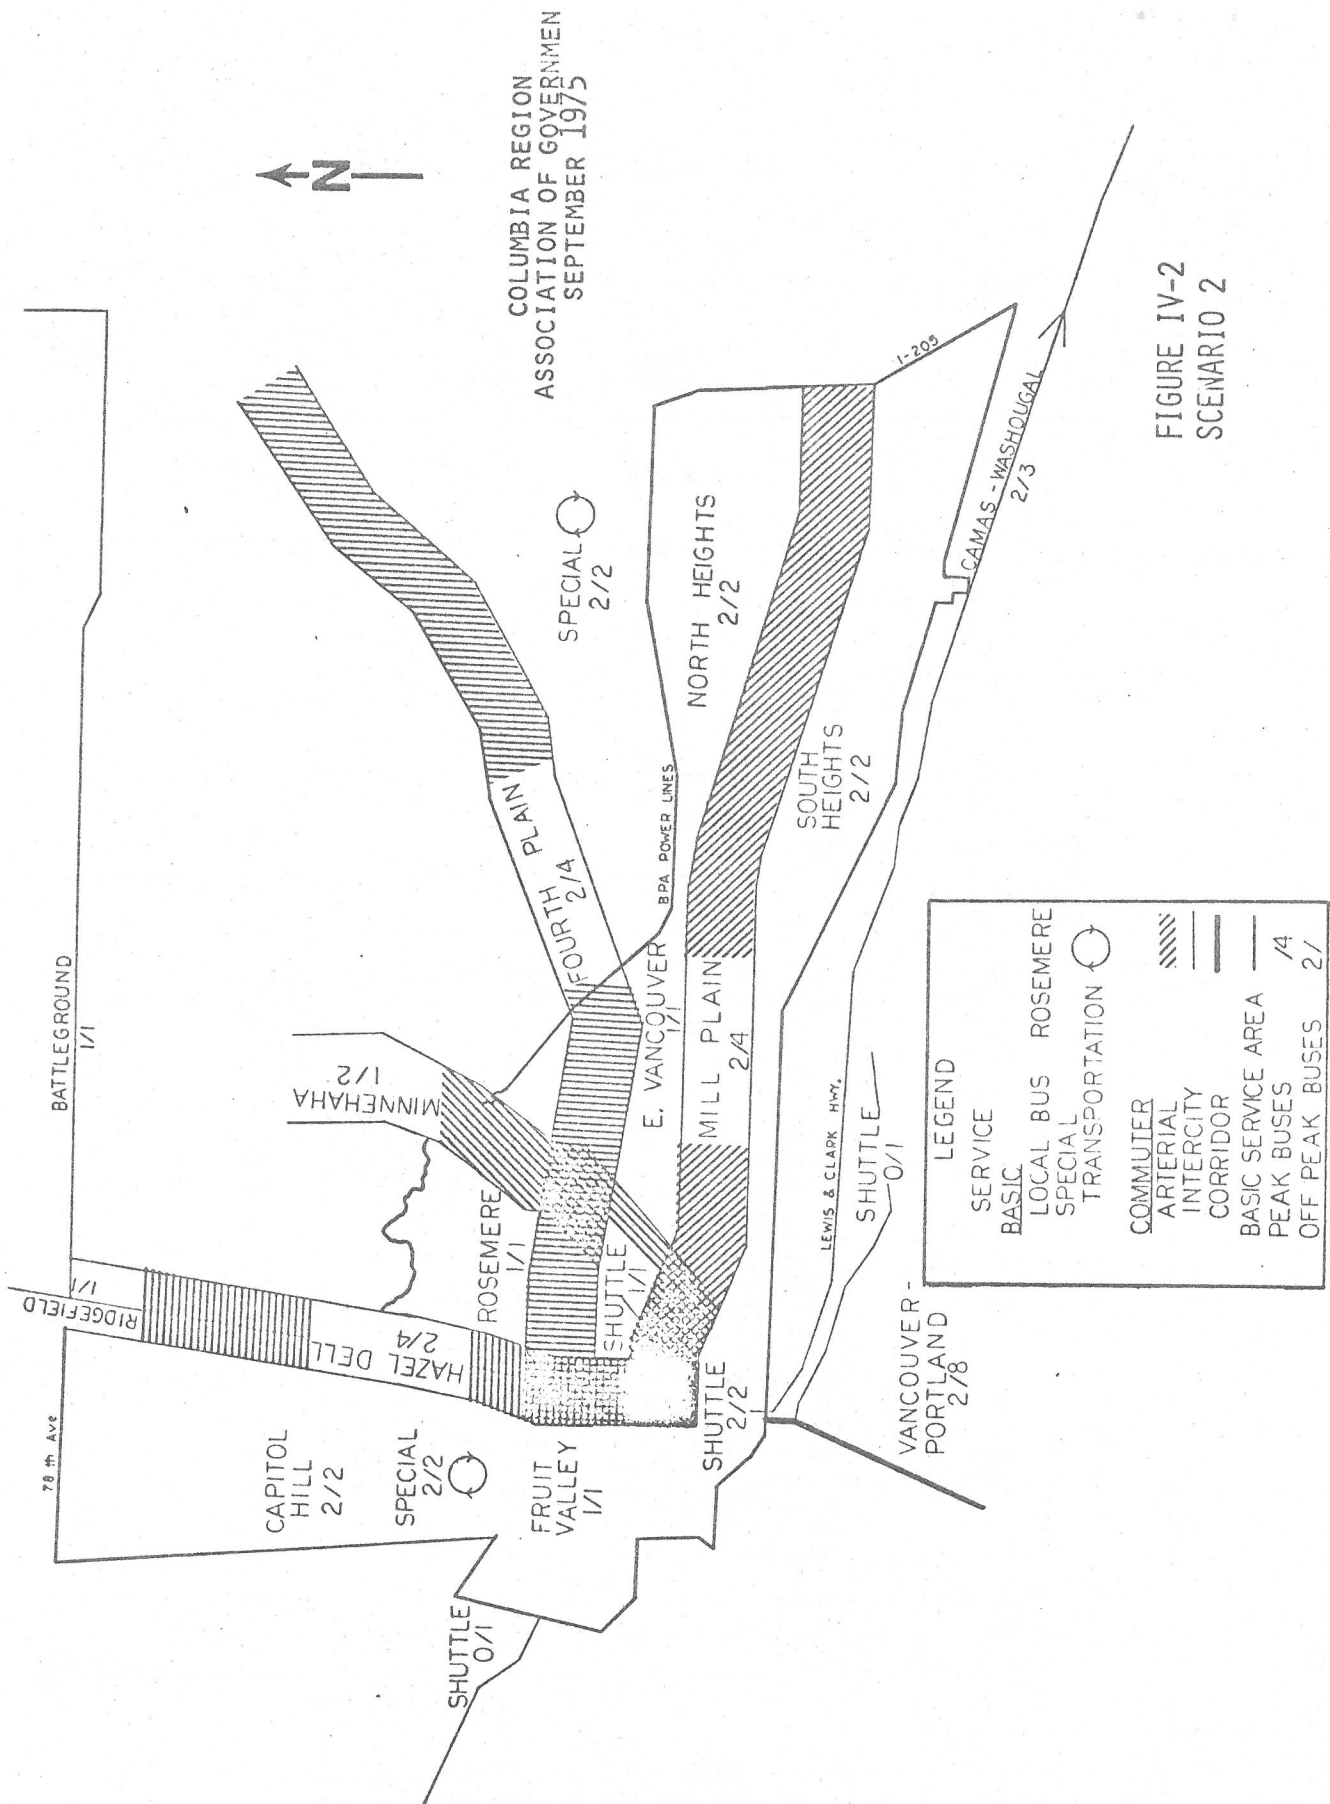 COLUMBIA REGION
ASSOCIATION OF GOVERNMEN
SEPTEMBER 1975
N
BATTLEGROUND
1/1
78 th Ave
RIDGEFIELD
1/1
HAZEL DELL
2/4
MINNEHAHA
1/2
CAPITOL
HILL
2/2
SPECIAL
2/2
ROSEMERE
1/1
FOURTH PLAIN
2/4
SPECIAL
2/2
FRUIT
VALLEY
1/1
SHUTTLE
1/1
E. VANCOUVER
1/1
BPA POWER LINES
NORTH HEIGHTS
2/2
SHUTTLE
0/1
SHUTTLE
2/2
MILL PLAIN
2/4
SOUTH
HEIGHTS
2/2
I-205
LEWIS & CLARK HWY.
SHUTTLE
0/1
CAMAS - WASHOUGAL
2/3
VANCOUVER-
PORTLAND
2/8
LEGEND
SERVICE
BASIC
LOCAL BUS ROSEMERE
SPECIAL
TRANSPORTATION
COMMUTER
ARTERIAL
INTERCITY
CORRIDOR
BASIC SERVICE AREA
PEAK BUSES /4
OFF PEAK BUSES 2/
FIGURE IV-2
SCENARIO 2